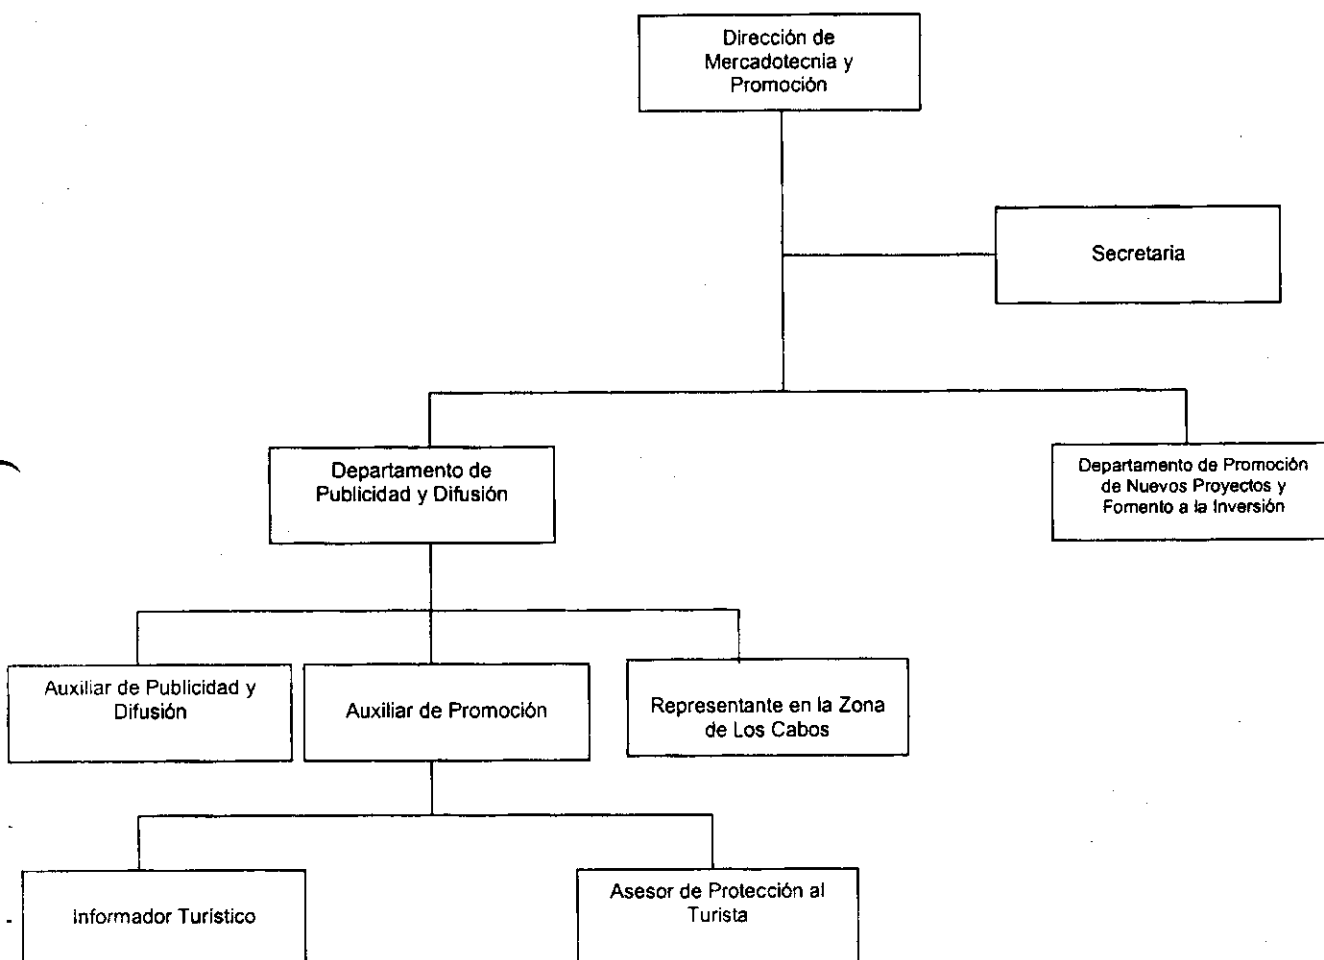 Dirección de
Mercadotecnia y
Promoción
Secretaria
Departamento de
Publicidad y Difusión
Departamento de Promoción
de Nuevos Proyectos y
Fomento a la Inversión
Auxiliar de Publicidad y
Difusión
Auxiliar de Promoción
Representante en la Zona
de Los Cabos
Informador Turístico
Asesor de Protección al
Turista